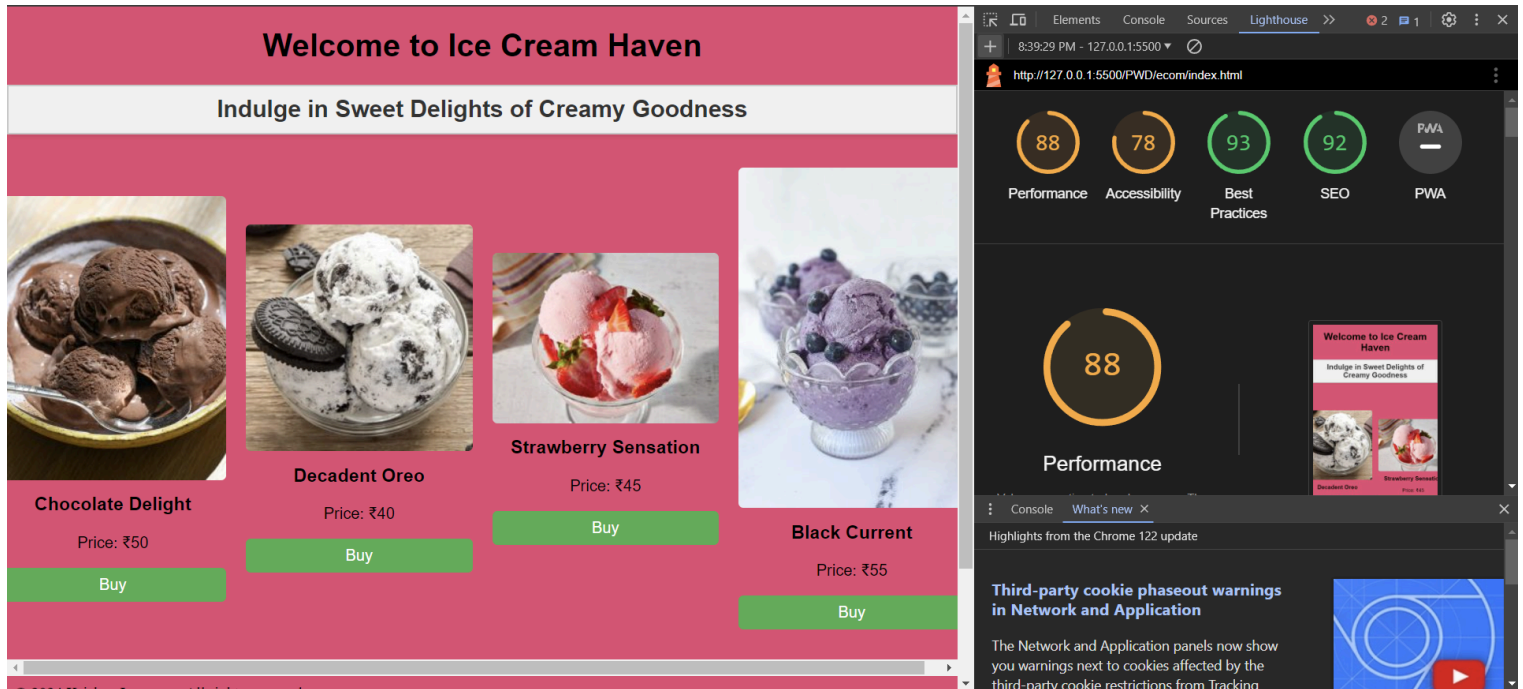 Welcome to Ice Cream Haven
Indulge in Sweet Delights of Creamy Goodness
Chocolate Delight
Price: ₹50
Buy
Decadent Oreo
Price: ₹40
Buy
Strawberry Sensation
Price: ₹45
Buy
Black Current
Price: ₹55
Buy
Elements Console Sources Lighthouse 2 1
8:39:29 PM - 127.0.0.1:5500
http://127.0.0.1:5500/PWD/ecom/index.html
88 78 93 92 PWA
Performance Accessibility Best Practices SEO PWA
88
Performance
Welcome to Ice Cream
Haven
Indulge in Sweet Delights of
Creamy Goodness
Decadent Oreo
Strawberry
Price: ₹45
Console What's new
Highlights from the Chrome 122 update
Third-party cookie phaseout warnings
in Network and Application
The Network and Application panels now show
you warnings next to cookies affected by the
third-party cookie restrictions from Tracking